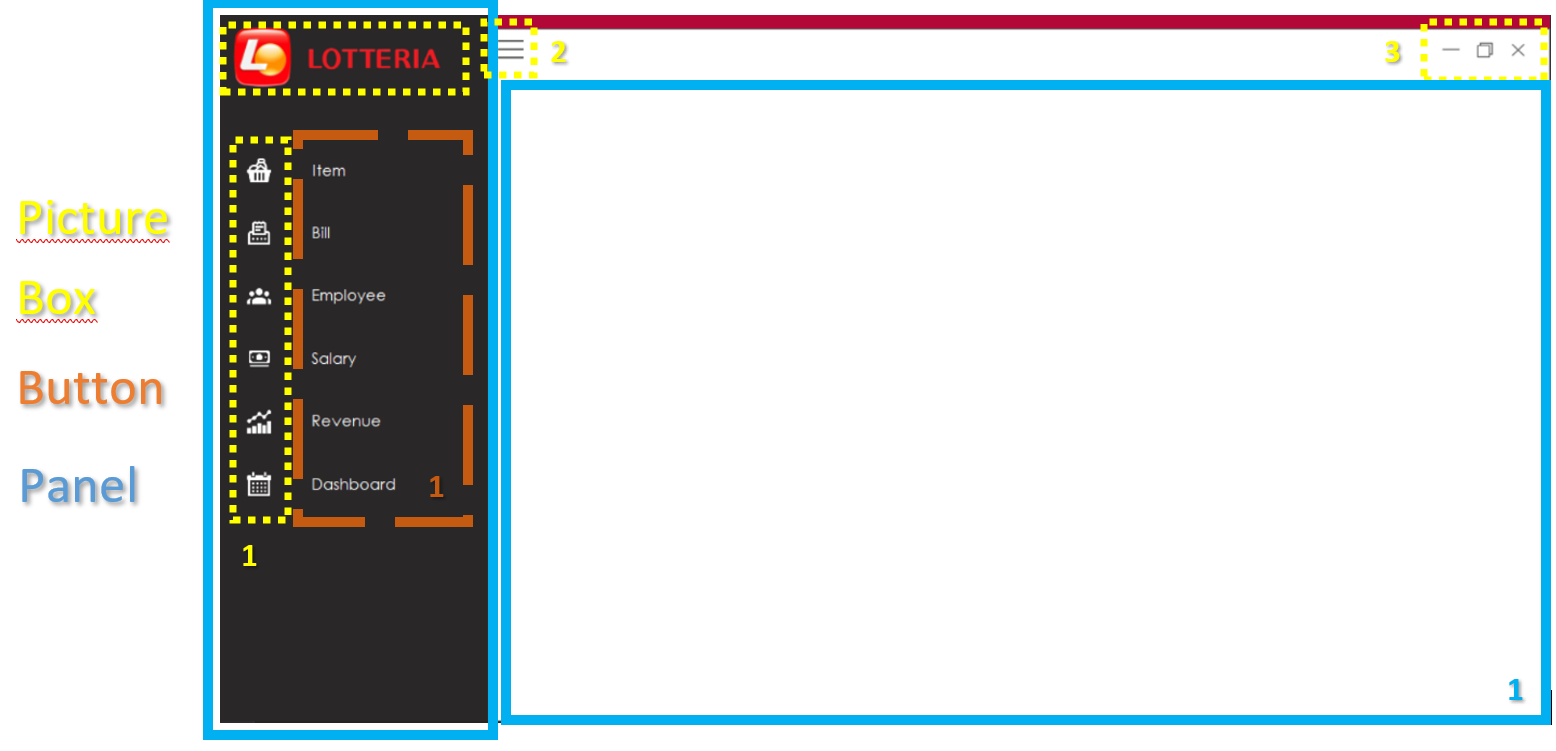 LOTTERIA
2
3
Item
Bill
Employee
Salary
Revenue
Dashboard 1
1
1
Picture
Box
Button
Panel